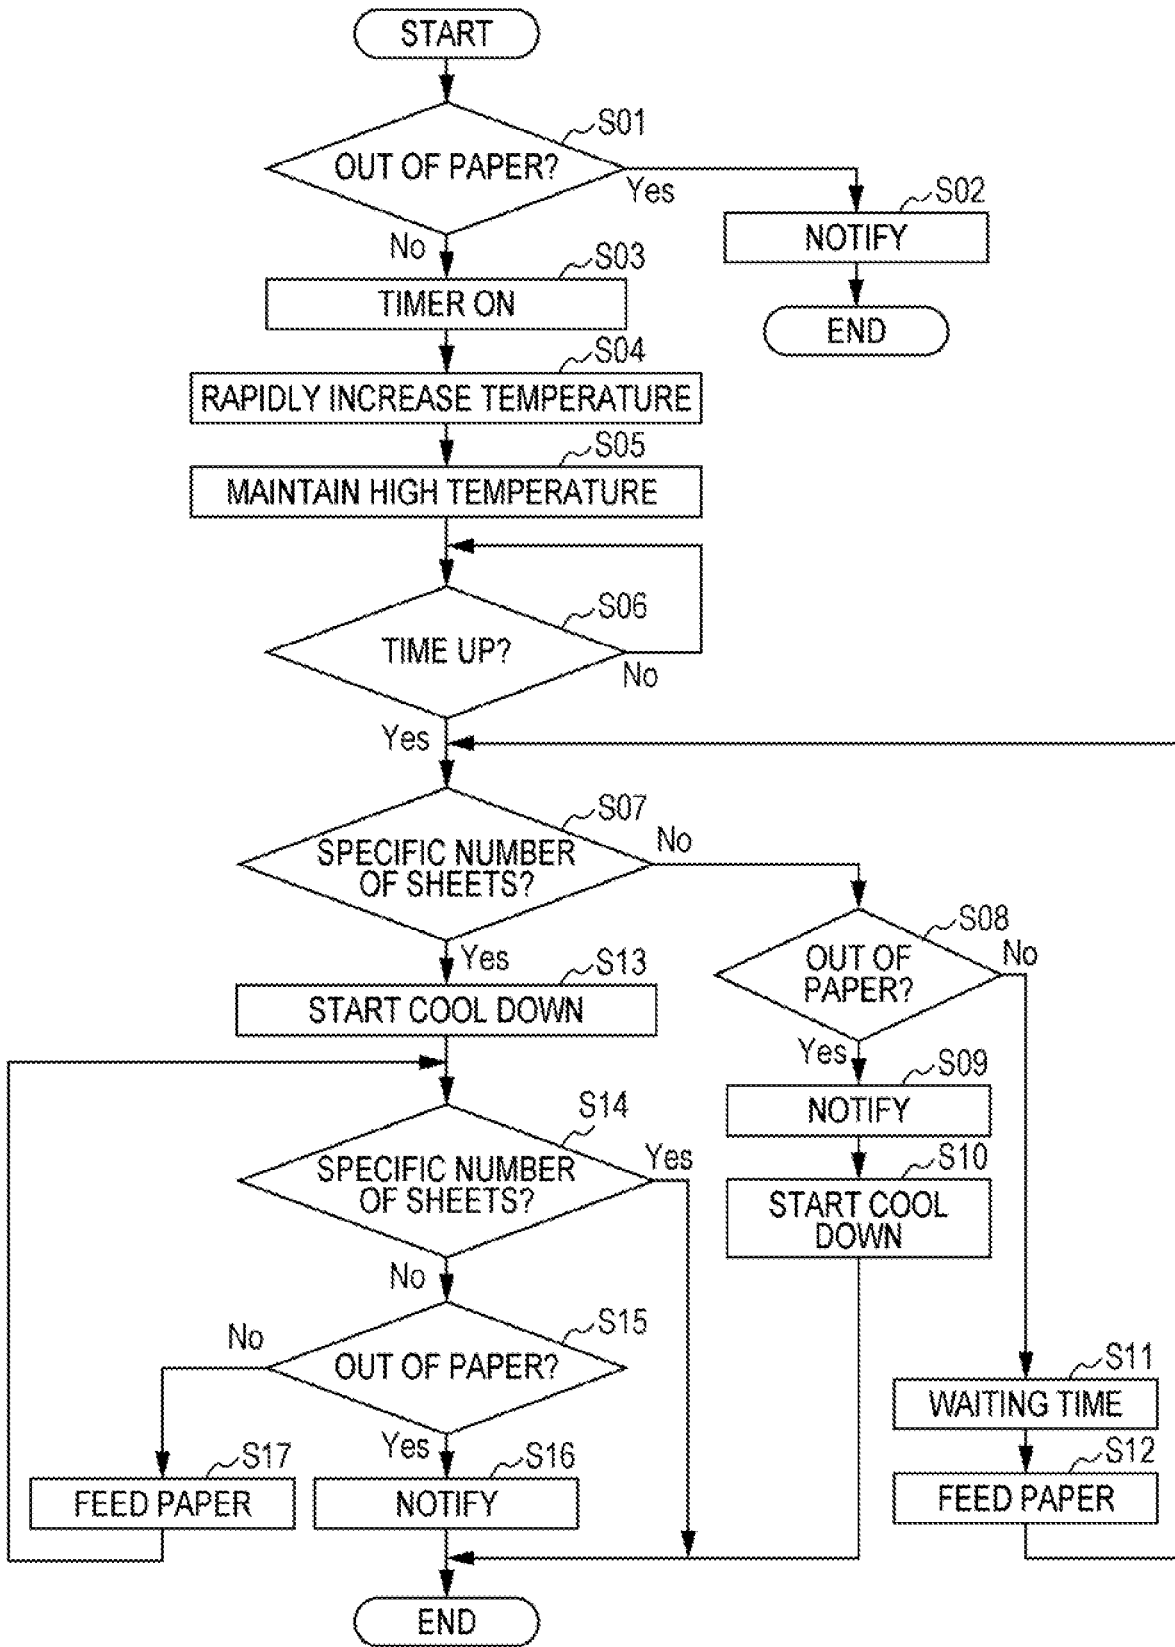 START
S01
OUT OF PAPER?
Yes
No
S02
NOTIFY
END
S03
TIMER ON
S04
RAPIDLY INCREASE TEMPERATURE
S05
MAINTAIN HIGH TEMPERATURE
S06
TIME UP?
No
Yes
S07
SPECIFIC NUMBER
OF SHEETS?
No
Yes
S08
OUT OF
PAPER?
No
Yes
S13
START COOL DOWN
S09
NOTIFY
S10
START COOL
DOWN
S14
SPECIFIC NUMBER
OF SHEETS?
Yes
No
S15
OUT OF PAPER?
No
Yes
S11
WAITING TIME
S12
FEED PAPER
S17
FEED PAPER
S16
NOTIFY
END